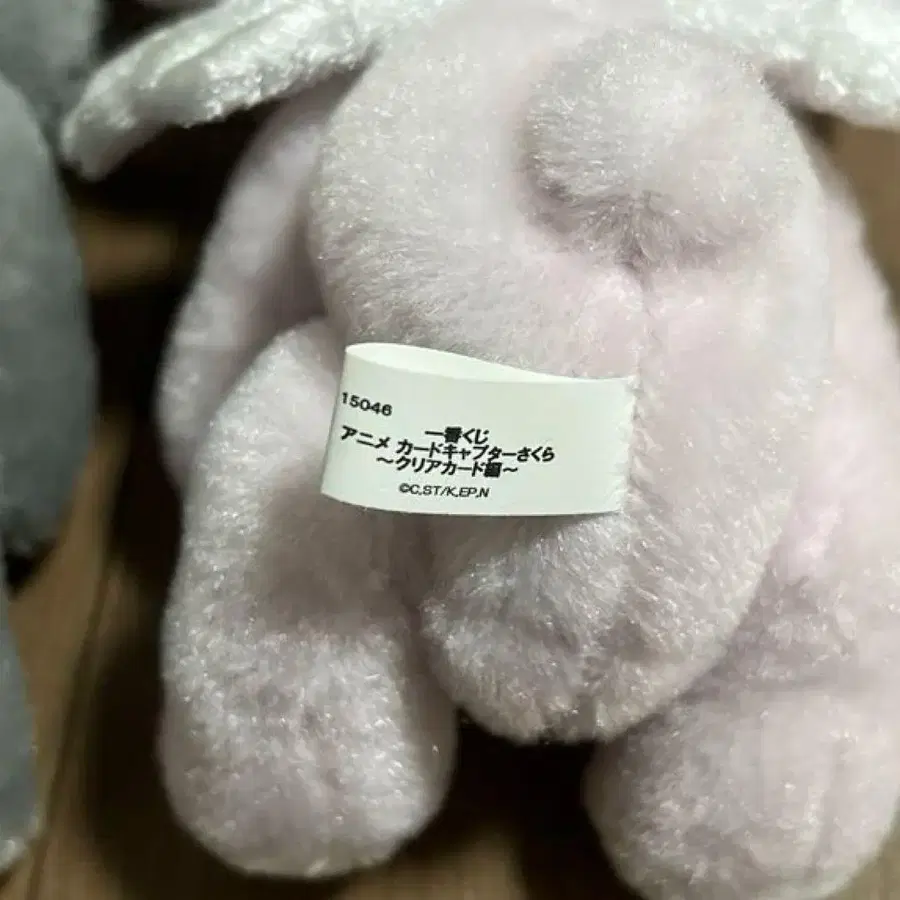 15046
一番くじ
アニメ カードキャプターさくら
～クリアカード編～
©C,ST/K,EP,N